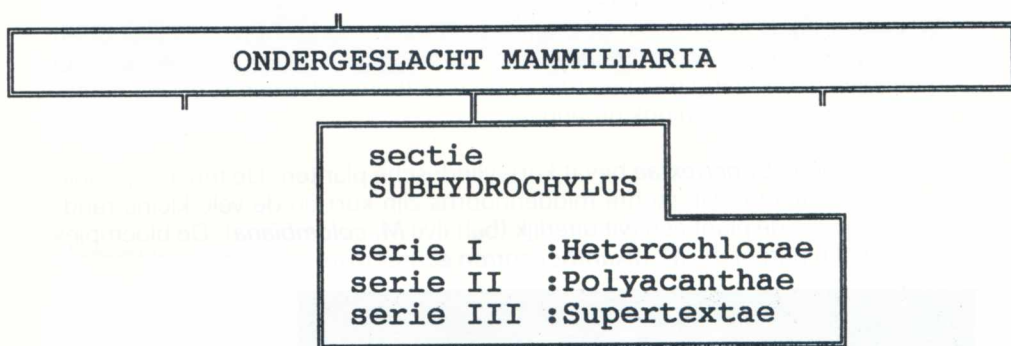 ONDERGESLACHT MAMMILLARIA
sectie
SUBHYDROCHYLUS
serie I :Heterochlorae
serie II :Polyacanthae
serie III :Supertextae